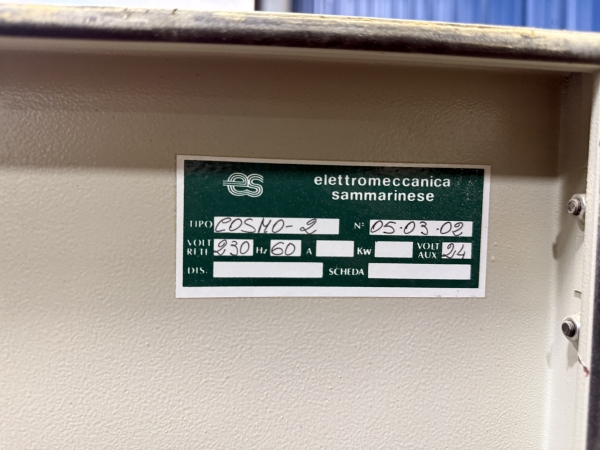 es
elettromeccanica
sammarinese
TIPO COSMO-2 N° 05.03.02
VOLT RETE 230 Hz 60 A Kw VOLT AUX 24
DIS. SCHEDA